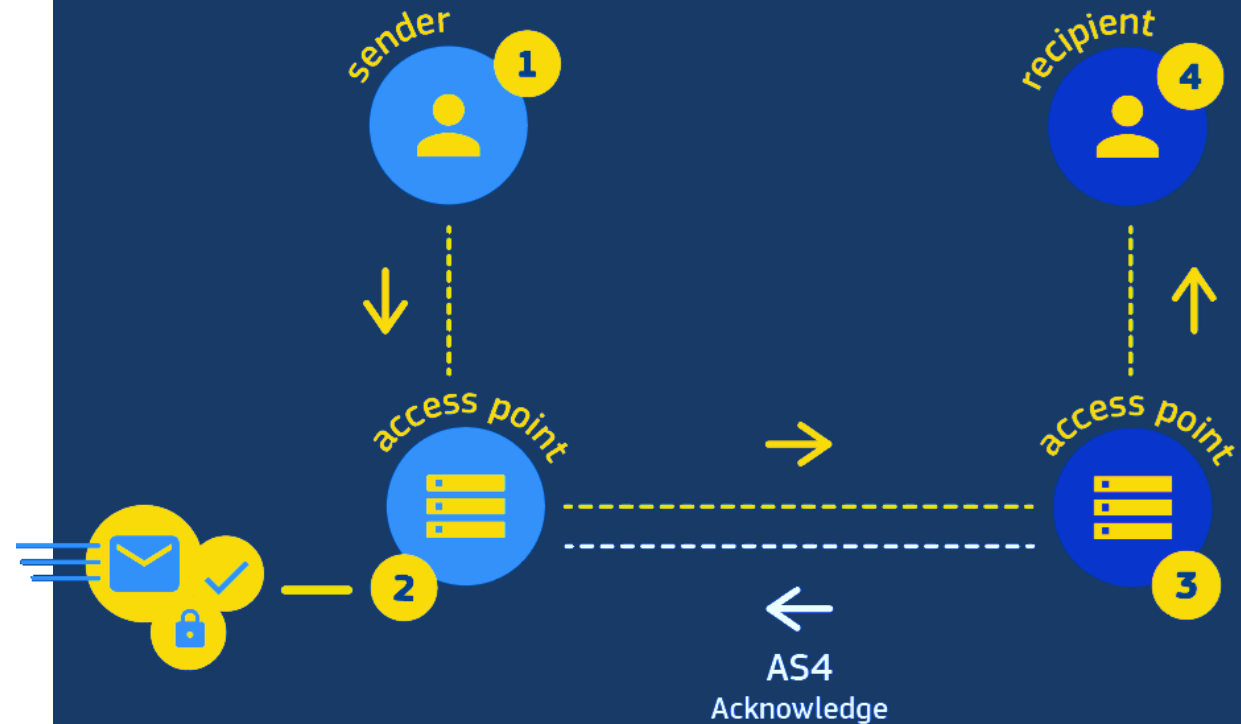 sender
1
recipient
4
access point
2
access point
3
AS4
Acknowledge